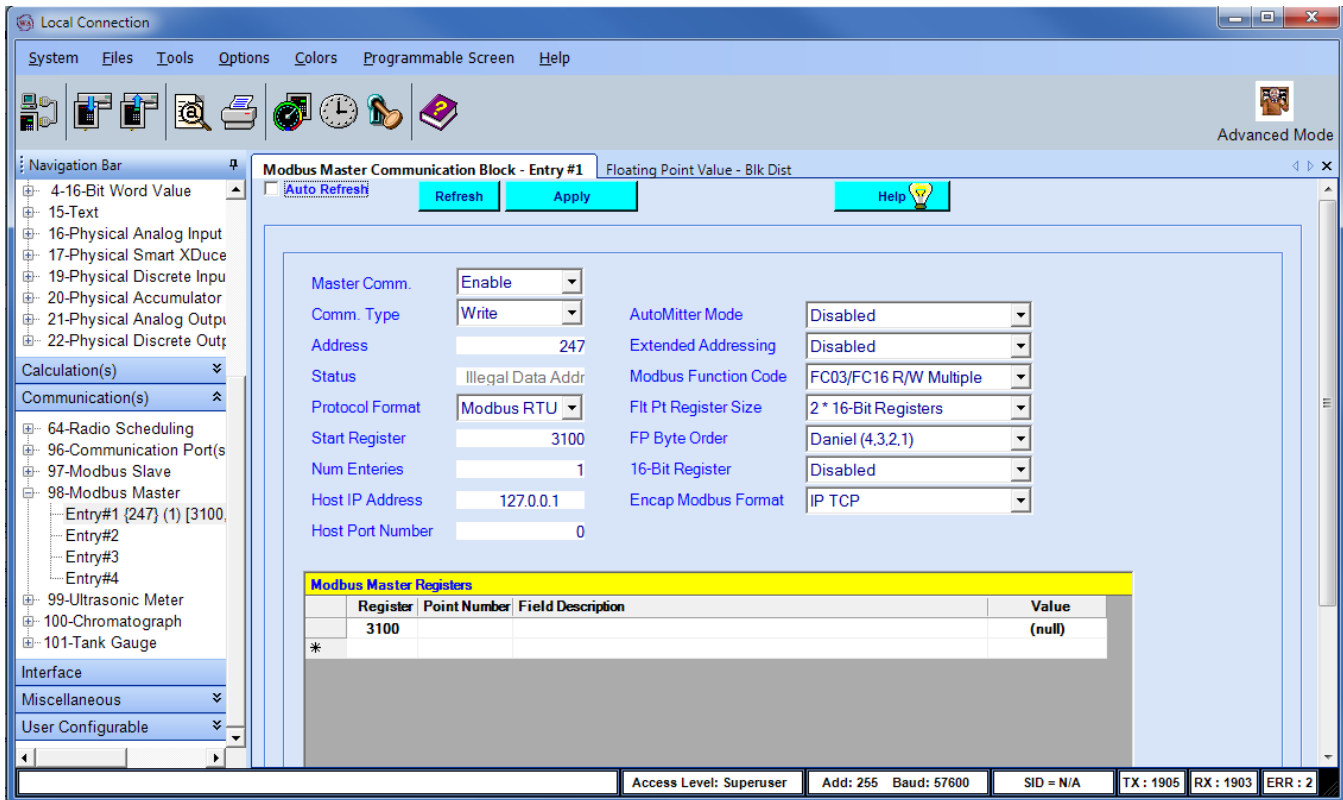 WA Local Connection
System Files Tools Options Colors Programmable Screen Help
Advanced Mode
Navigation Bar
4-16-Bit Word Value
15-Text
16-Physical Analog Input
17-Physical Smart XDuce
19-Physical Discrete Inpu
20-Physical Accumulator
21-Physical Analog Outpu
22-Physical Discrete Outp
Calculation(s)
Communication(s)
64-Radio Scheduling
96-Communication Port(s
97-Modbus Slave
98-Modbus Master
Entry#1 {247} (1) [3100,
Entry#2
Entry#3
Entry#4
99-Ultrasonic Meter
100-Chromatograph
101-Tank Gauge
Interface
Miscellaneous
User Configurable
Modbus Master Communication Block - Entry #1 Floating Point Value - Blk Dist
Auto Refresh Refresh Apply Help
Master Comm. Enable
Comm. Type Write AutoMitter Mode Disabled
Address 247 Extended Addressing Disabled
Status Illegal Data Addr Modbus Function Code FC03/FC16 R/W Multiple
Protocol Format Modbus RTU Flt Pt Register Size 2 * 16-Bit Registers
Start Register 3100 FP Byte Order Daniel (4,3,2,1)
Num Enteries 1 16-Bit Register Disabled
Host IP Address 127.0.0.1 Encap Modbus Format IP TCP
Host Port Number 0
Modbus Master Registers
Register Point Number Field Description Value
3100 (null)
*
Access Level: Superuser Add: 255 Baud: 57600 SID = N/A TX : 1905 RX : 1903 ERR : 2